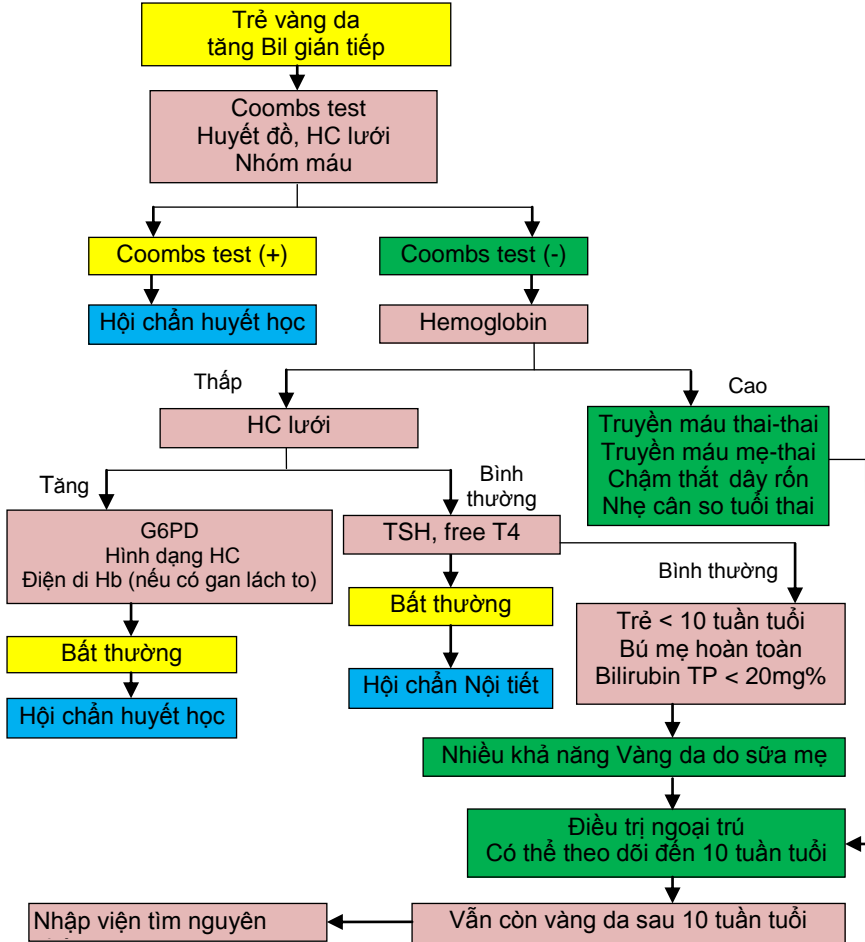 Trẻ vàng da
tăng Bil gián tiếp
Coombs test
Huyết đồ, HC lưới
Nhóm máu
Coombs test (+)
Coombs test (-)
Hội chẩn huyết học
Hemoglobin
Thấp
Cao
HC lưới
Truyền máu thai-thai
Truyền máu mẹ-thai
Chậm thắt dây rốn
Nhẹ cân so tuổi thai
Tăng
Bình
thường
G6PD
Hình dạng HC
Điện di Hb (nếu có gan lách to)
TSH, free T4
Bình thường
Bất thường
Trẻ < 10 tuần tuổi
Bú mẹ hoàn toàn
Bilirubin TP < 20mg%
Bất thường
Hội chẩn Nội tiết
Hội chẩn huyết học
Nhiều khả năng Vàng da do sữa mẹ
Điều trị ngoại trú
Có thể theo dõi đến 10 tuần tuổi
Nhập viện tìm nguyên
Vẫn còn vàng da sau 10 tuần tuổi